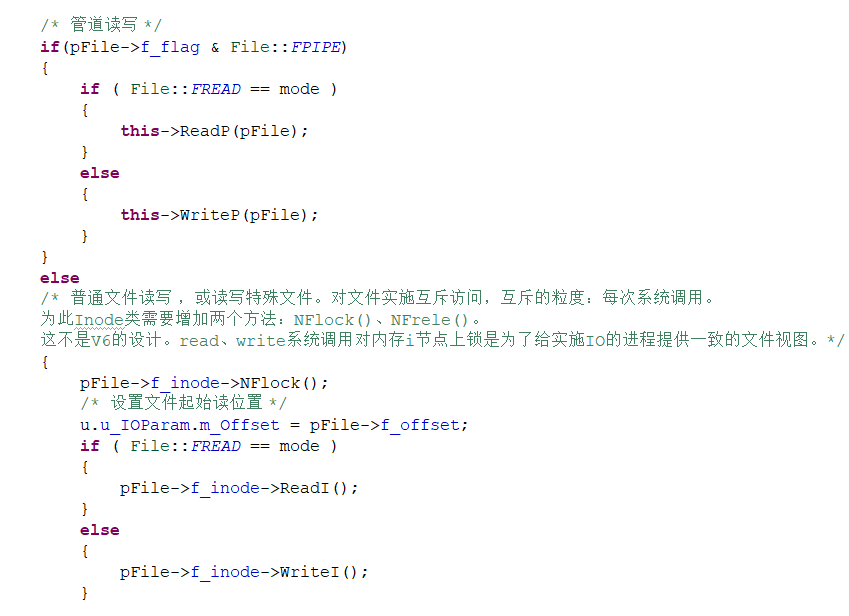 /* 管道读写 */
if(pFile->f_flag & File::FPIPE)
{
if ( File::FREAD == mode )
{
this->ReadP(pFile);
}
else
{
this->WriteP(pFile);
}
}
else
/* 普通文件读写 ，或读写特殊文件。对文件实施互斥访问，互斥的粒度：每次系统调用。
为此Inode类需要增加两个方法：NFlock()、NFrele()。
这不是V6的设计。read、write系统调用对内存i节点上锁是为了给实施IO的进程提供一致的文件视图。*/
{
pFile->f_inode->NFlock();
/* 设置文件起始读位置 */
u.u_IOParam.m_Offset = pFile->f_offset;
if ( File::FREAD == mode )
{
pFile->f_inode->ReadI();
}
else
{
pFile->f_inode->WriteI();
}